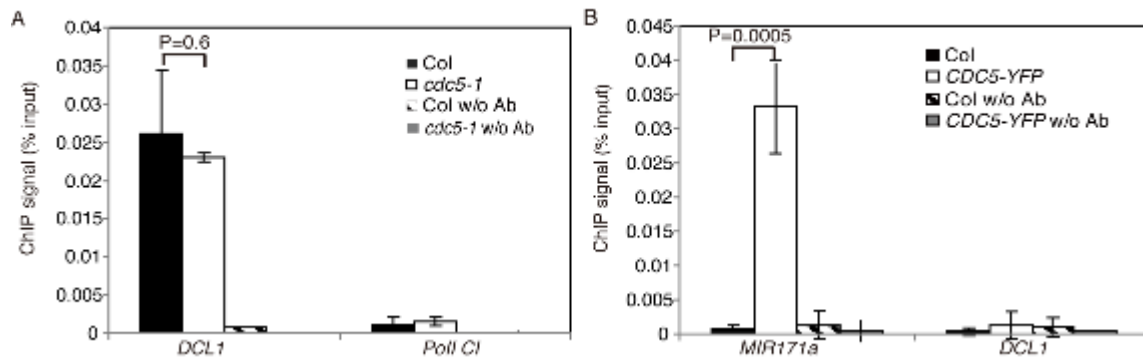 A
ChIP signal (% input)
0.04
0.035
0.03
0.025
0.02
0.015
0.01
0.005
0
P=0.6
Col
cdc5-1
Col w/o Ab
cdc5-1 w/o Ab
DCL1
PolI CI
B
ChIP signal (% input)
0.045
0.04
0.035
0.03
0.025
0.02
0.015
0.01
0.005
0
P=0.0005
Col
CDC5-YFP
Col w/o Ab
CDC5-YFP w/o Ab
MIR171a
DCL1